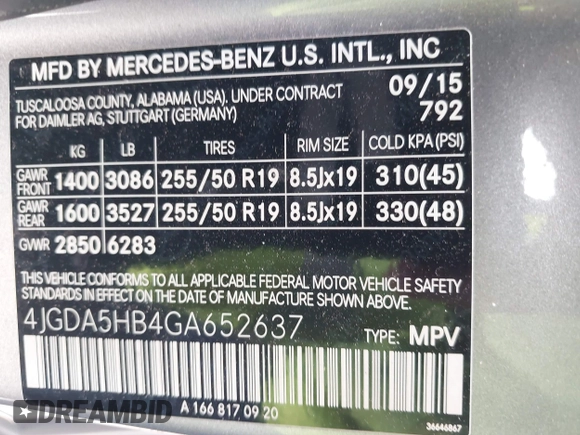 MFD BY MERCEDES-BENZ U.S. INTL., INC
TUSCALOOSA COUNTY, ALABAMA (USA), UNDER CONTRACT
FOR DAIMLER AG, STUTTGART (GERMANY)
09/15
792
KG LB TIRES RIM SIZE COLD KPA (PSI)
GAWR FRONT 1400 3086 255/50 R19 8.5Jx19 310(45)
GAWR REAR 1600 3527 255/50 R19 8.5Jx19 330(48)
GVWR 2850 6283
THIS VEHICLE CONFORMS TO ALL APPLICABLE FEDERAL MOTOR VEHICLE SAFETY
STANDARDS IN EFFECT ON THE DATE OF MANUFACTURE SHOWN ABOVE.
4JGDA5HB4GA652637
TYPE: MPV
A 166 817 09 20
36646867
DREAMBID